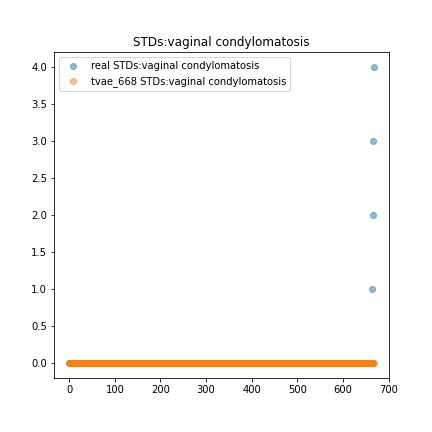 STDs:vaginal condylomatosis
real STDs:vaginal condylomatosis
tvae_668 STDs:vaginal condylomatosis
4.0
3.5
3.0
2.5
2.0
1.5
1.0
0.5
0.0
0 100 200 300 400 500 600 700